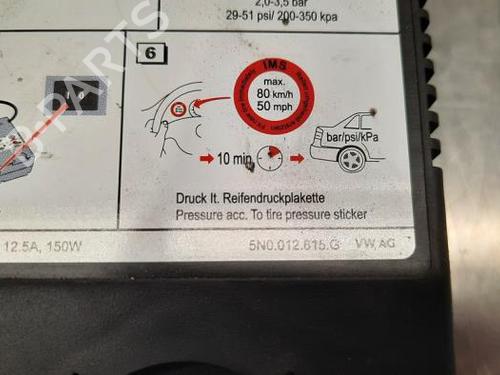 2,0-3,5 bar
29-51 psi/ 200-350 kpa
6
IMS
max.
80 km/h
50 mph
10 min.
bar/psi/kPa
Druck lt. Reifendruckplakette
Pressure acc. To tire pressure sticker
12.5A, 150W
5N0.012.615.G VW AG